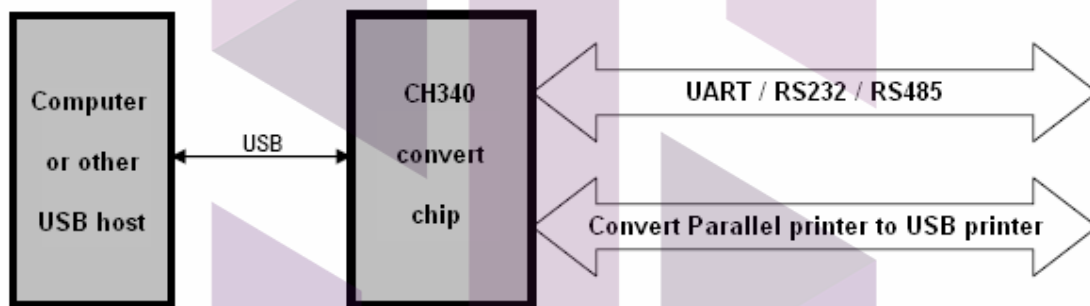 Computer
or other
USB host
USB
CH340
convert
chip
UART / RS232 / RS485
Convert Parallel printer to USB printer